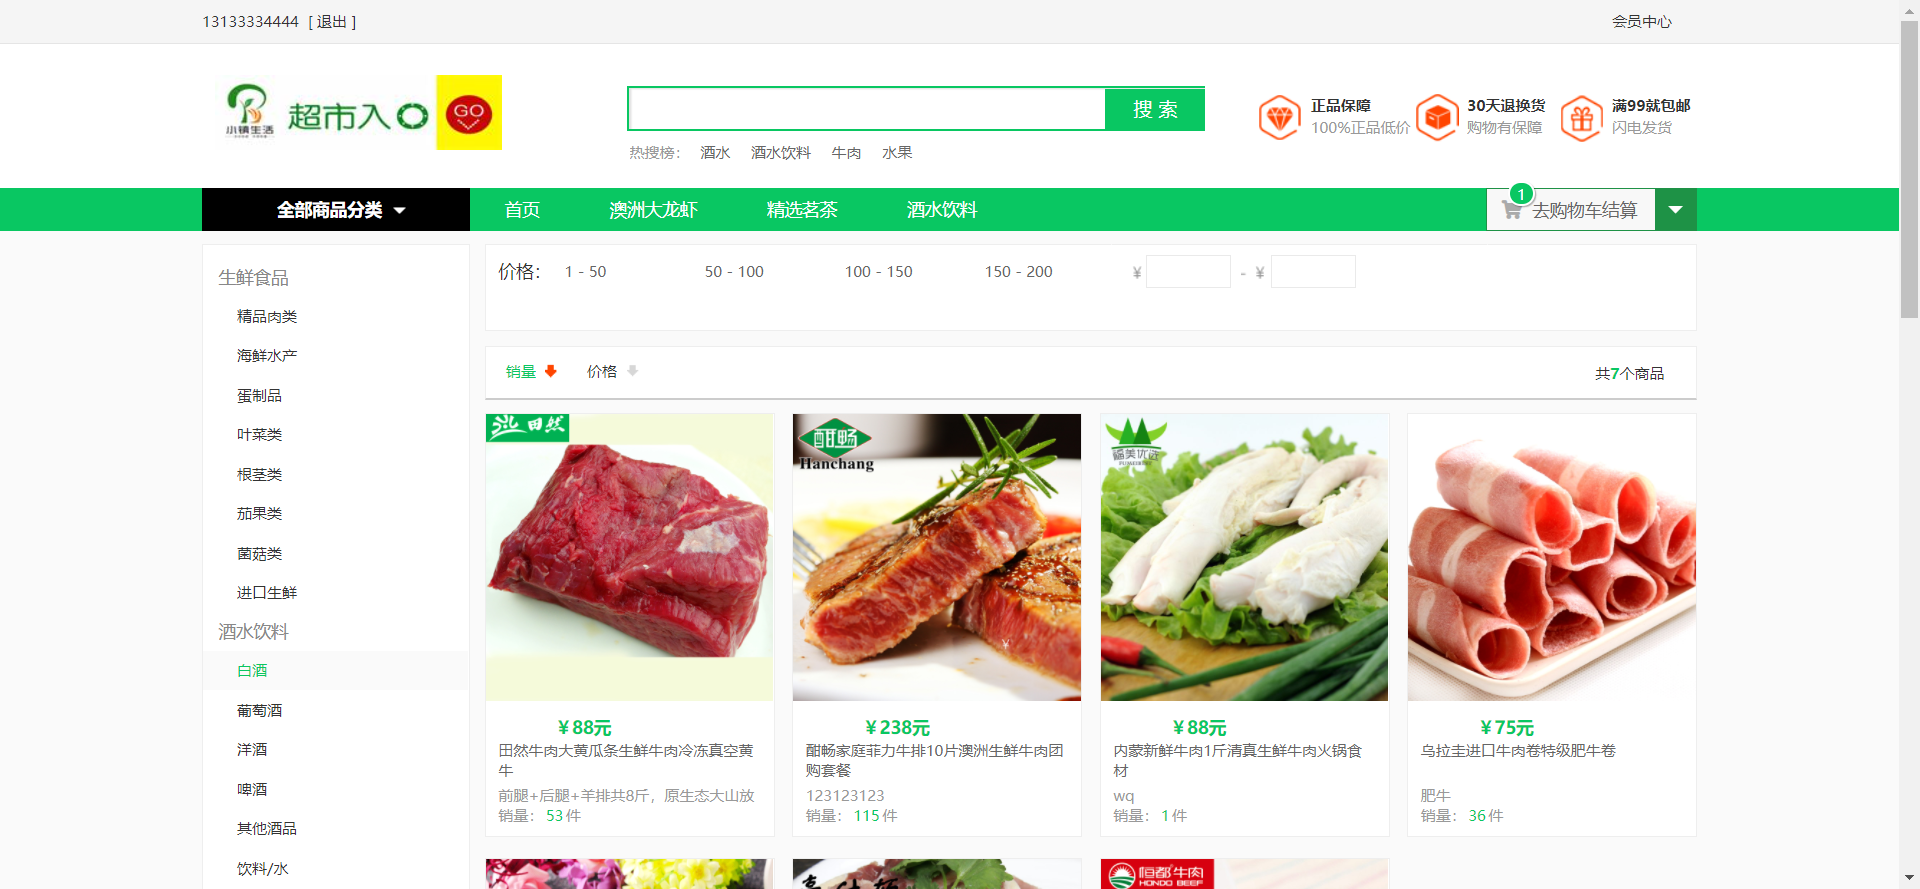 13133334444 [ 退出 ]
会员中心
小镇生活
超市入口
GO
搜 索
正品保障
100%正品低价
30天退换货
购物有保障
满99就包邮
闪电发货
热搜榜： 酒水 酒水饮料 牛肉 水果
全部商品分类
首页 澳洲大龙虾 精选茗茶 酒水饮料
1
去购物车结算
生鲜食品
精品肉类
海鲜水产
蛋制品
叶菜类
根茎类
茄果类
菌菇类
进口生鲜
酒水饮料
白酒
葡萄酒
洋酒
啤酒
其他酒品
饮料/水
价格： 1 - 50 50 - 100 100 - 150 150 - 200 ¥ - ¥
销量 价格
共7个商品
田然
¥88元
田然牛肉大黄瓜条生鲜牛肉冷冻真空黄
牛
前腿+后腿+羊排共8斤，原生态大山放
销量： 53件
酣畅
Hanchang
¥
¥238元
酣畅家庭菲力牛排10片澳洲生鲜牛肉团
购套餐
123123123
销量： 115件
福美优选
¥88元
内蒙新鲜牛肉1斤清真生鲜牛肉火锅食
材
wq
销量： 1件
¥75元
乌拉圭进口牛肉卷特级肥牛卷
肥牛
销量： 36件
恒都牛肉
HONDO BEEF